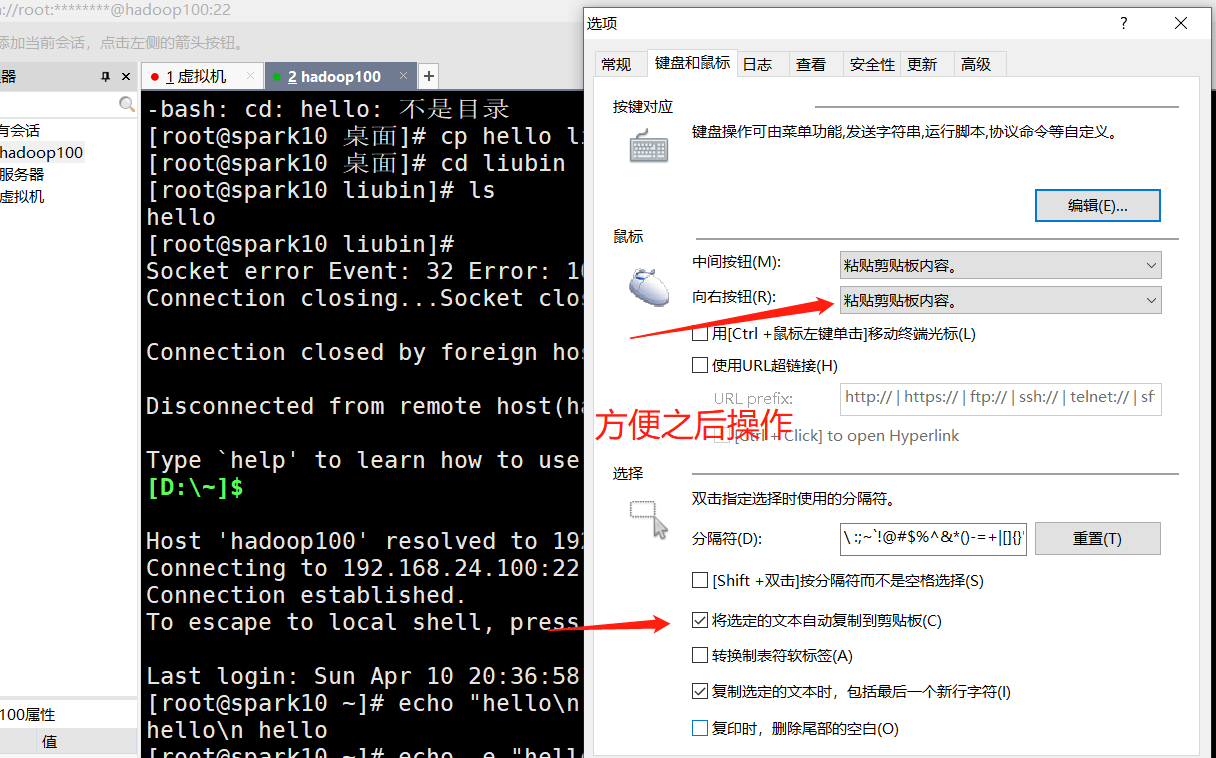 ://root:********@hadoop100:22
添加当前会话，点击左侧的箭头按钮。
器
有会话
hadoop100
服务器
虚拟机
100属性
值
1 虚拟机
2 hadoop100
-bash: cd: hello: 不是目录
[root@spark10 桌面]# cp hello li
[root@spark10 桌面]# cd liubin
[root@spark10 liubin]# ls
hello
[root@spark10 liubin]#
Socket error Event: 32 Error: 10
Connection closing...Socket clos
Connection closed by foreign hos
Disconnected from remote host(ha
Type `help' to learn how to use
[D:\~]$
Host 'hadoop100' resolved to 192
Connecting to 192.168.24.100:22
Connection established.
To escape to local shell, press
Last login: Sun Apr 10 20:36:58
[root@spark10 ~]# echo "hello\n
hello\n hello
[root@spark10 ~]# echo -e "hell
选项
常规 键盘和鼠标 日志 查看 安全性 更新 高级
按键对应
键盘操作可由菜单功能,发送字符串,运行脚本,协议命令等自定义。
编辑(E)...
鼠标
中间按钮(M): 粘贴剪贴板内容。
向右按钮(R): 粘贴剪贴板内容。
用[Ctrl +鼠标左键单击]移动终端光标(L)
使用URL超链接(H)
URL prefix: http:// | https:// | ftp:// | ssh:// | telnet:// | sf
方便之后操作
[Ctrl + Click] to open Hyperlink
选择
双击指定选择时使用的分隔符。
分隔符(D): \ :;~`!@#$%^&*()-=+|[]{}' 重置(T)
[Shift +双击]按分隔符而不是空格选择(S)
将选定的文本自动复制到剪贴板(C)
转换制表符软标签(A)
复制选定的文本时，包括最后一个新行字符(I)
复印时，删除尾部的空白(O)